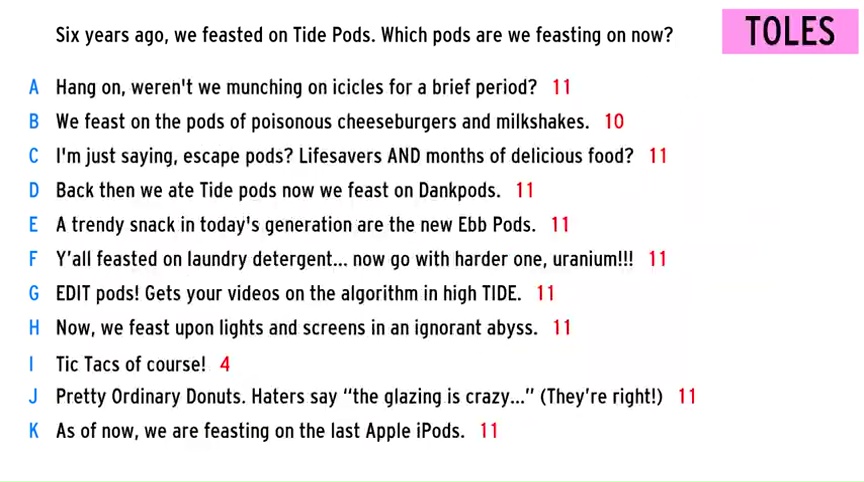 Six years ago, we feasted on Tide Pods. Which pods are we feasting on now?
TOLES
A Hang on, weren't we munching on icicles for a brief period? 11
B We feast on the pods of poisonous cheeseburgers and milkshakes. 10
C I'm just saying, escape pods? Lifesavers AND months of delicious food? 11
D Back then we ate Tide pods now we feast on Dankpods. 11
E A trendy snack in today's generation are the new Ebb Pods. 11
F Y'all feasted on laundry detergent... now go with harder one, uranium!!! 11
G EDIT pods! Gets your videos on the algorithm in high TIDE. 11
H Now, we feast upon lights and screens in an ignorant abyss. 11
I Tic Tacs of course! 4
J Pretty Ordinary Donuts. Haters say “the glazing is crazy...” (They're right!) 11
K As of now, we are feasting on the last Apple iPods. 11